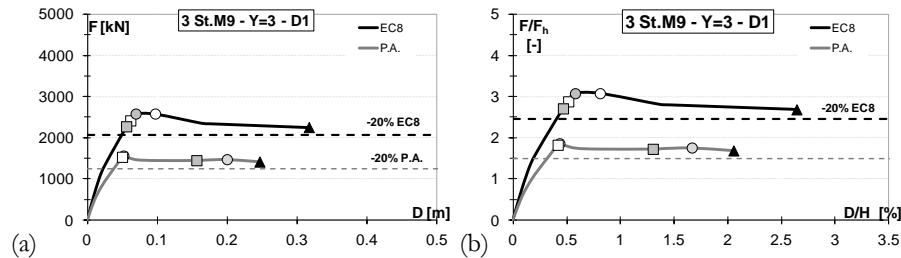 F [kN]
3 St.M9 - Y=3 - D1
EC8
P.A.
5000
4000
3000
2000
1000
0
-20% EC8
-20% P.A.
D [m]
0
0.1
0.2
0.3
0.4
0.5
(a)
F/Fh
[-]
3 St.M9 - Y=3 - D1
EC8
P.A.
5
4
3
2
1
0
-20% EC8
-20% P.A.
D/H [%]
0
0.5
1
1.5
2
2.5
3
3.5
(b)